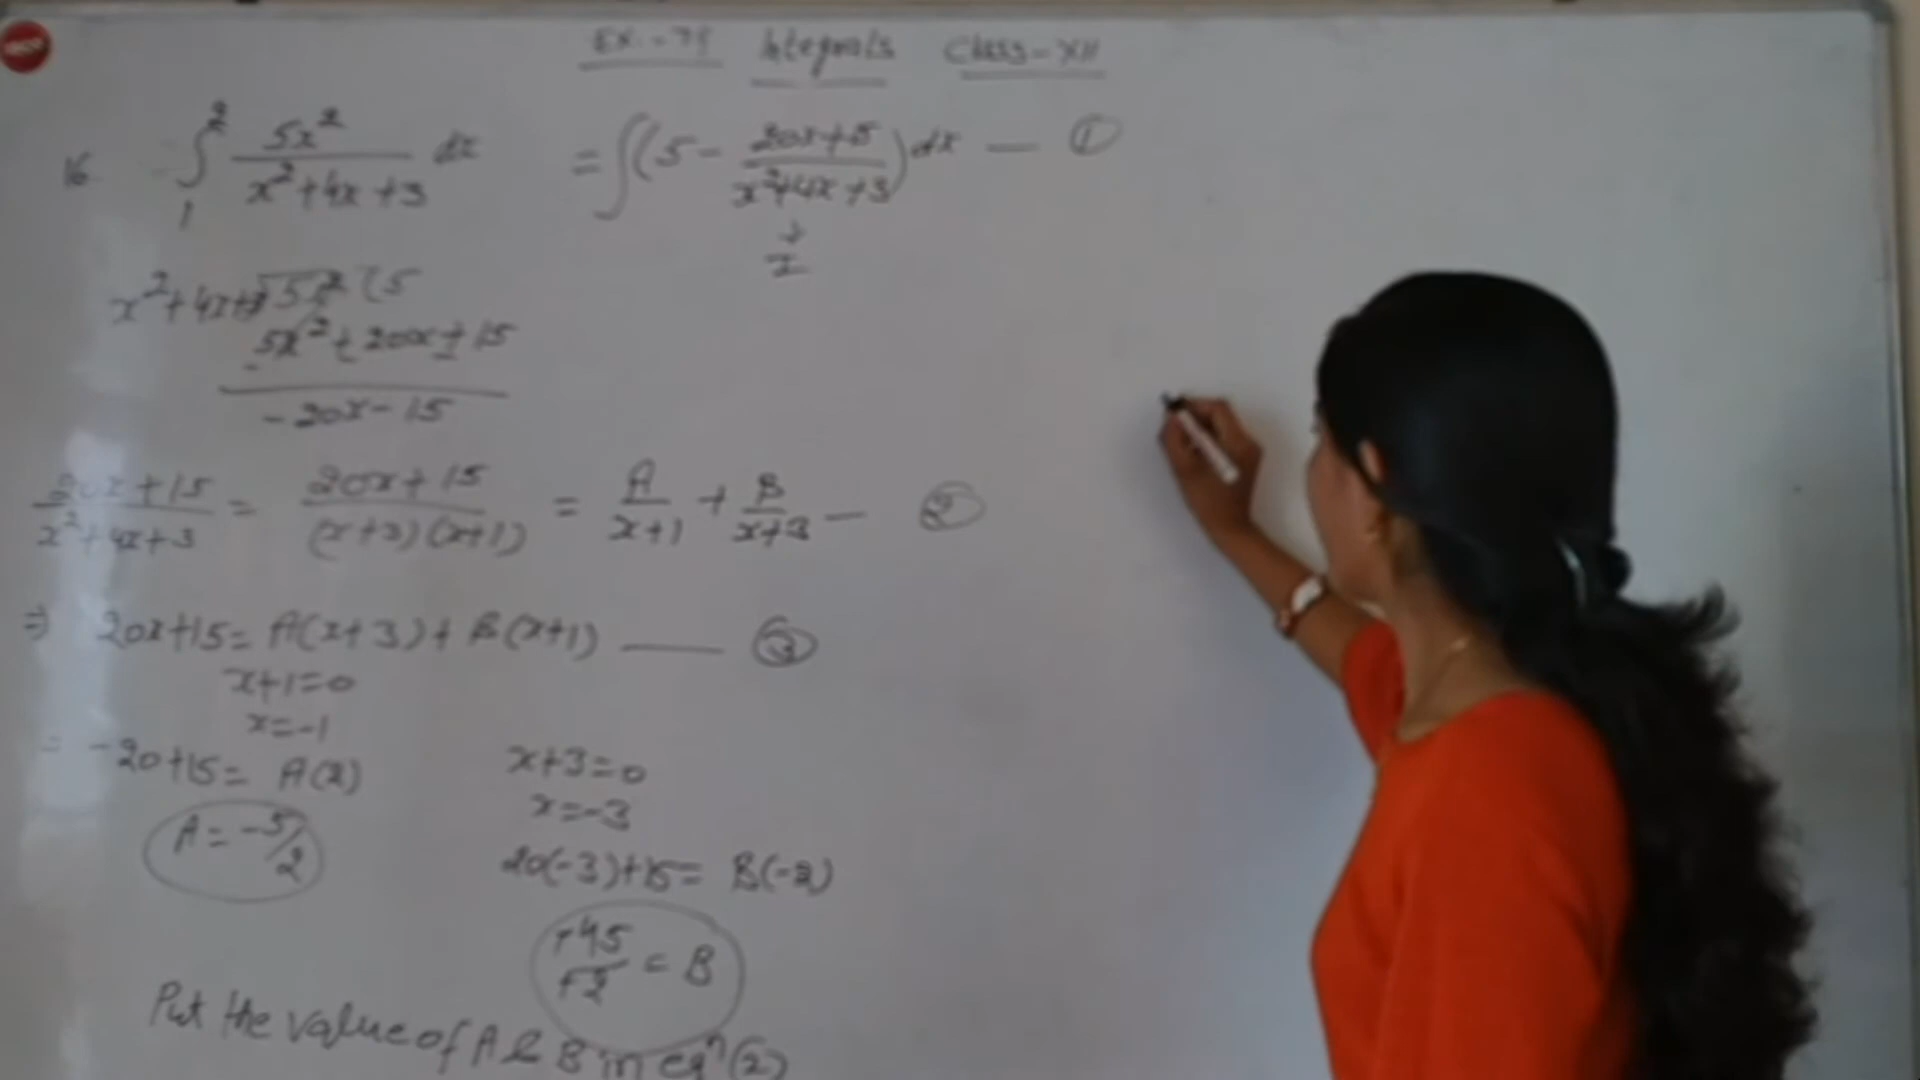 Ex. - 7.9 Integrals Class - XII
16. ∫₁² 5x²/(x²+4x+3) dx = ∫(5 - (20x+15)/(x²+4x+3)) dx — ①
↓
I
x²+4x+3√5x² (5
5x²+20x+15
- - -
-20x-15
(20x+15)/(x²+4x+3) = (20x+15)/((x+3)(x+1)) = A/(x+1) + B/(x+3) — ②
⇒ 20x+15 = A(x+3) + B(x+1) — ③
x+1=0
x=-1
= -20+15 = A(2)
A = -5/2
x+3=0
x=-3
20(-3)+15 = B(-2)
+45/+2 = B
Put the value of A & B in eqⁿ (2)